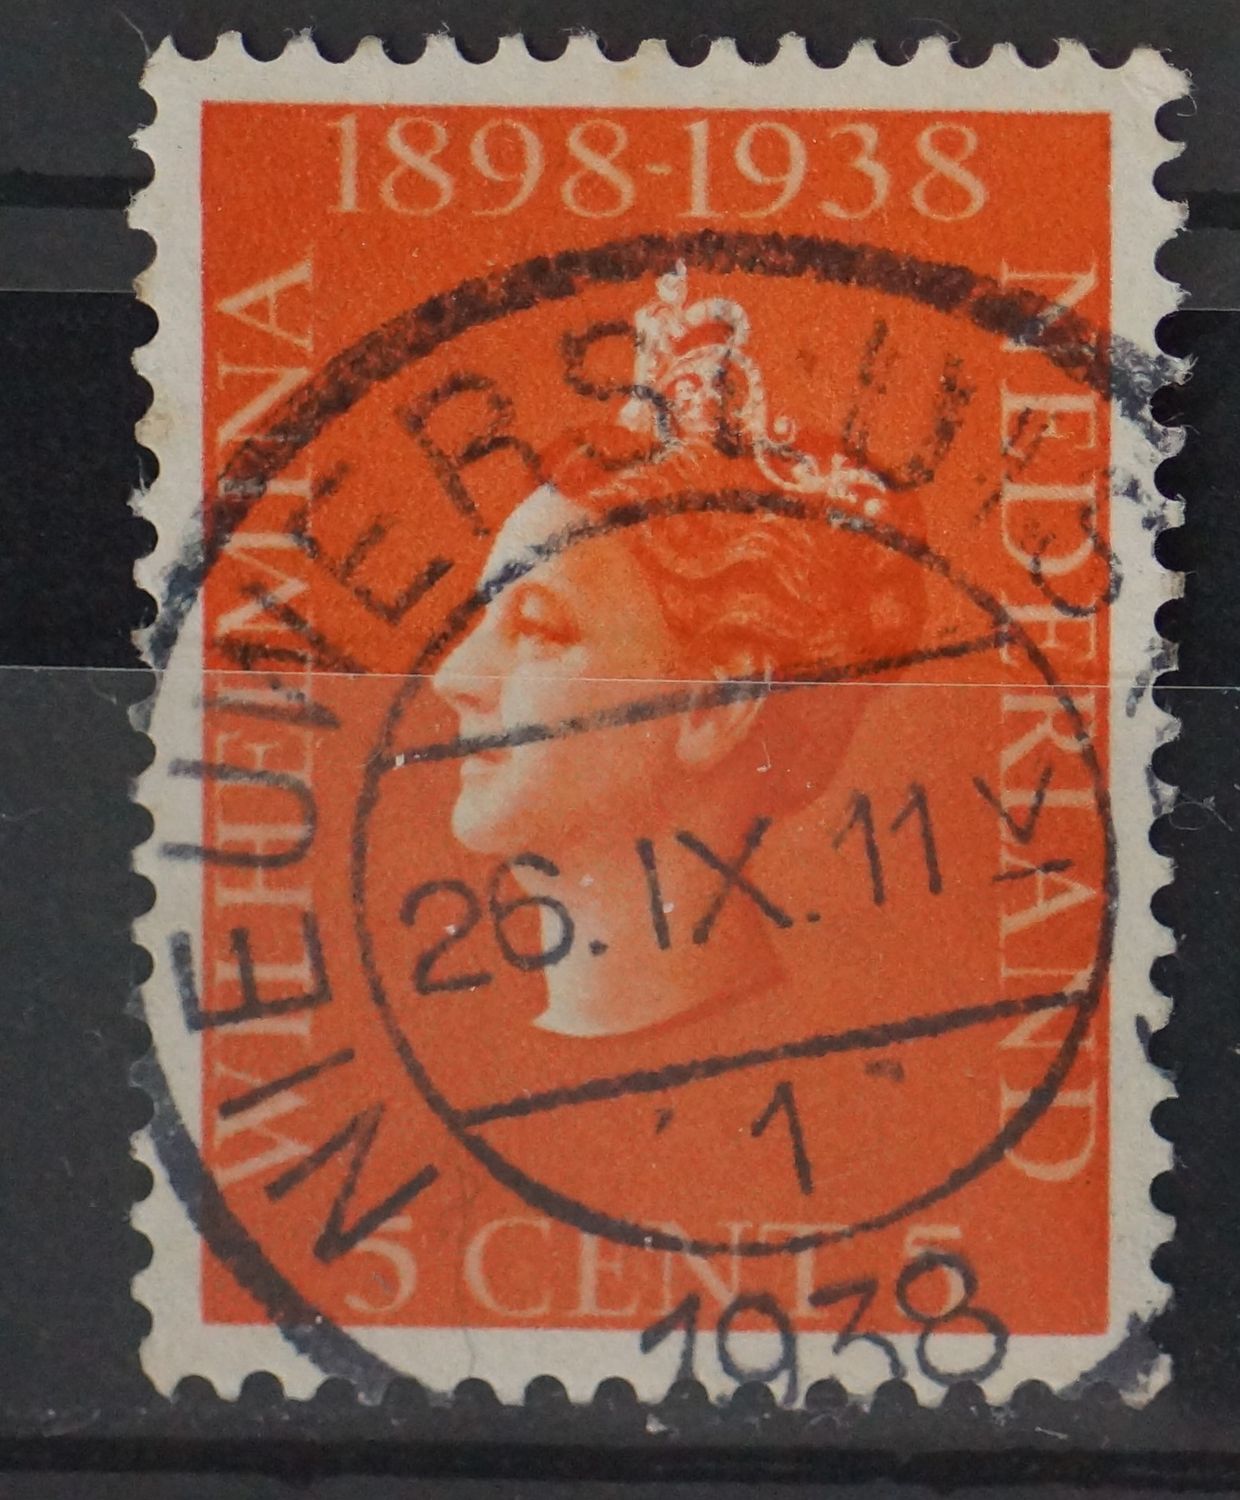 1898-1938
WILHELMINA
NEDERLAND
NIEUWERSLUIS
26.IX.11 V
1
5 CENT 5
1938